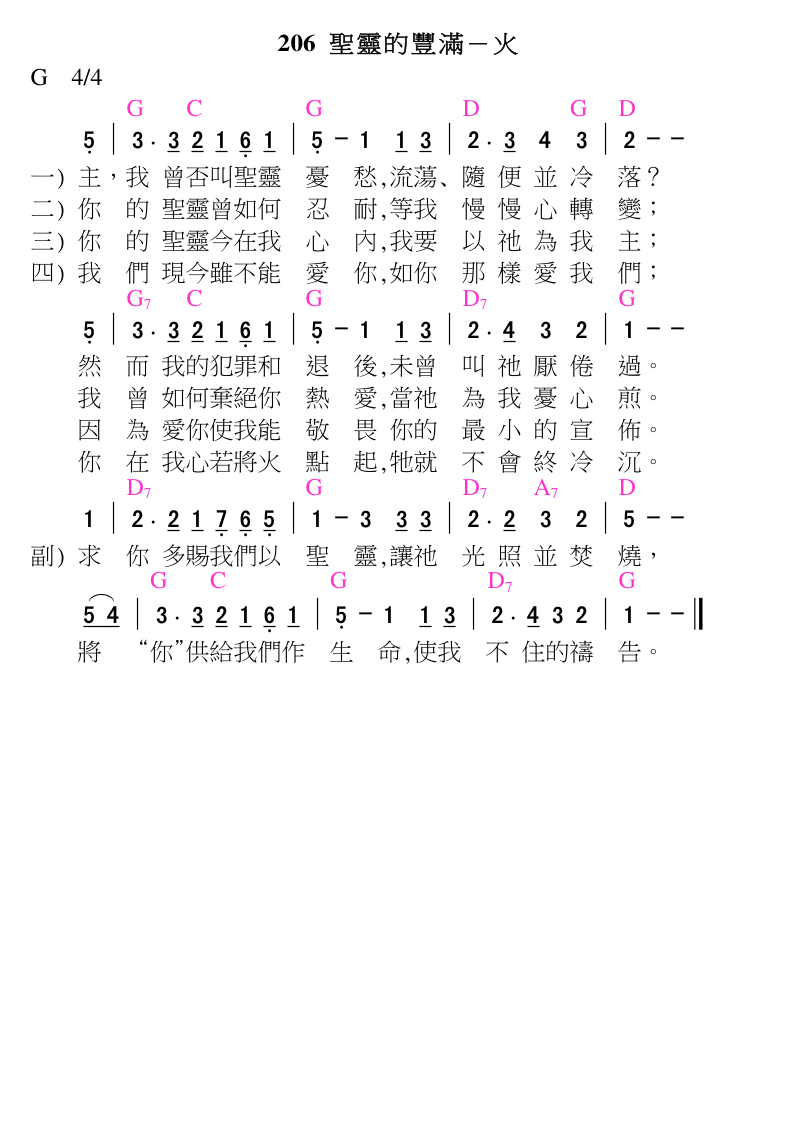 206 聖靈的豐滿－火
G 4/4
G C G D G D
5 | 3 · 3 2 1 6 1 | 5 － 1 1 3 | 2 · 3 4 3 | 2 － －
一) 主，我 曾否叫聖靈 憂 愁,流蕩、隨 便 並 冷 落？
二) 你 的 聖靈曾如何 忍 耐,等我 慢 慢 心 轉 變；
三) 你 的 聖靈今在我 心 內,我要 以 祂 為 我 主；
四) 我 們 現今雖不能 愛 你,如你 那 樣 愛 我 們；
G7 C G D7 G
5 | 3 · 3 2 1 6 1 | 5 － 1 1 3 | 2 · 4 3 2 | 1 － －
然 而 我的犯罪和 退 後,未曾 叫 祂 厭 倦 過。
我 曾 如何棄絕你 熱 愛,當祂 為 我 憂 心 煎。
因 為 愛你使我能 敬 畏 你的 最 小 的 宣 佈。
你 在 我心若將火 點 起,牠就 不 會 終 冷 沉。
D7 G D7 A7 D
1 | 2 · 2 1 7 6 5 | 1 － 3 3 3 | 2 · 2 3 2 | 5 － －
副) 求 你 多賜我們以 聖 靈,讓祂 光 照 並 焚 燒，
G C G D7 G
5 4 | 3 · 3 2 1 6 1 | 5 － 1 1 3 | 2 · 4 3 2 | 1 － －
將 “你”供給我們作 生 命,使我 不 住的禱 告。